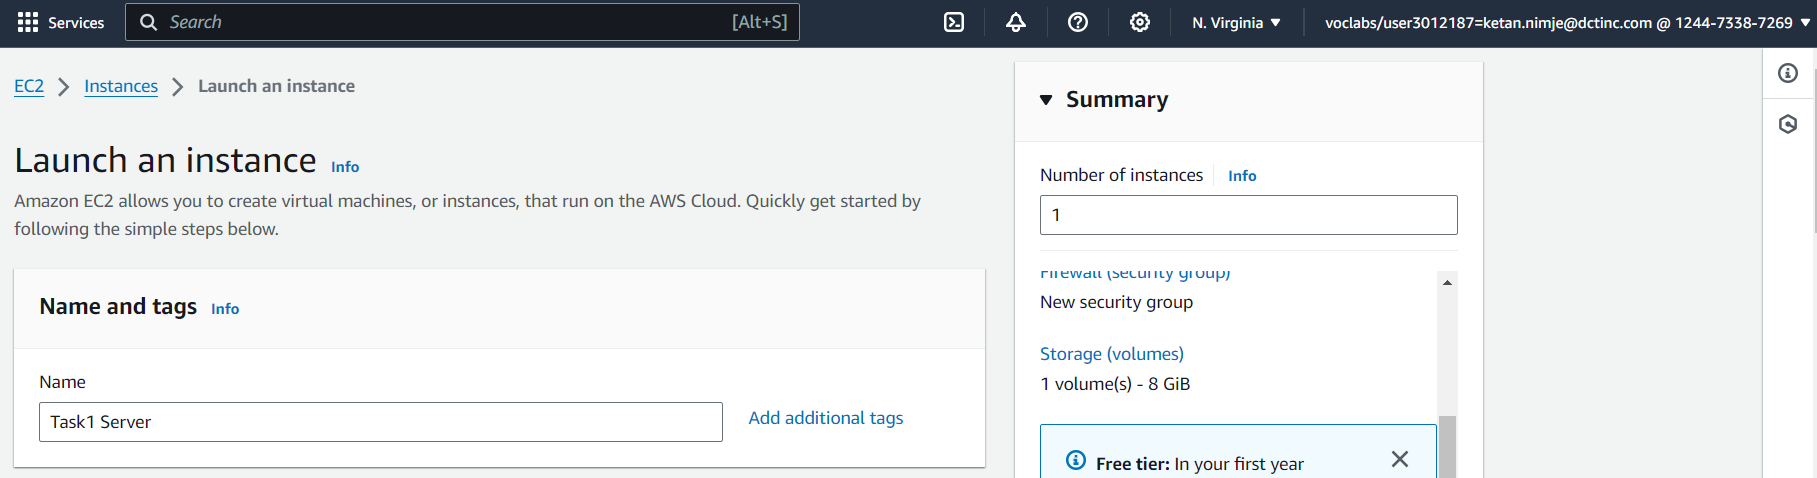 Services
Search [Alt+S]
N. Virginia
voclabs/user3012187=ketan.nimje@dctinc.com @ 1244-7338-7269
EC2 Instances Launch an instance
Launch an instance Info
Amazon EC2 allows you to create virtual machines, or instances, that run on the AWS Cloud. Quickly get started by
following the simple steps below.
Name and tags Info
Name
Task1 Server
Add additional tags
Summary
Number of instances Info
1
Firewall (security group)
New security group
Storage (volumes)
1 volume(s) - 8 GiB
Free tier: In your first year